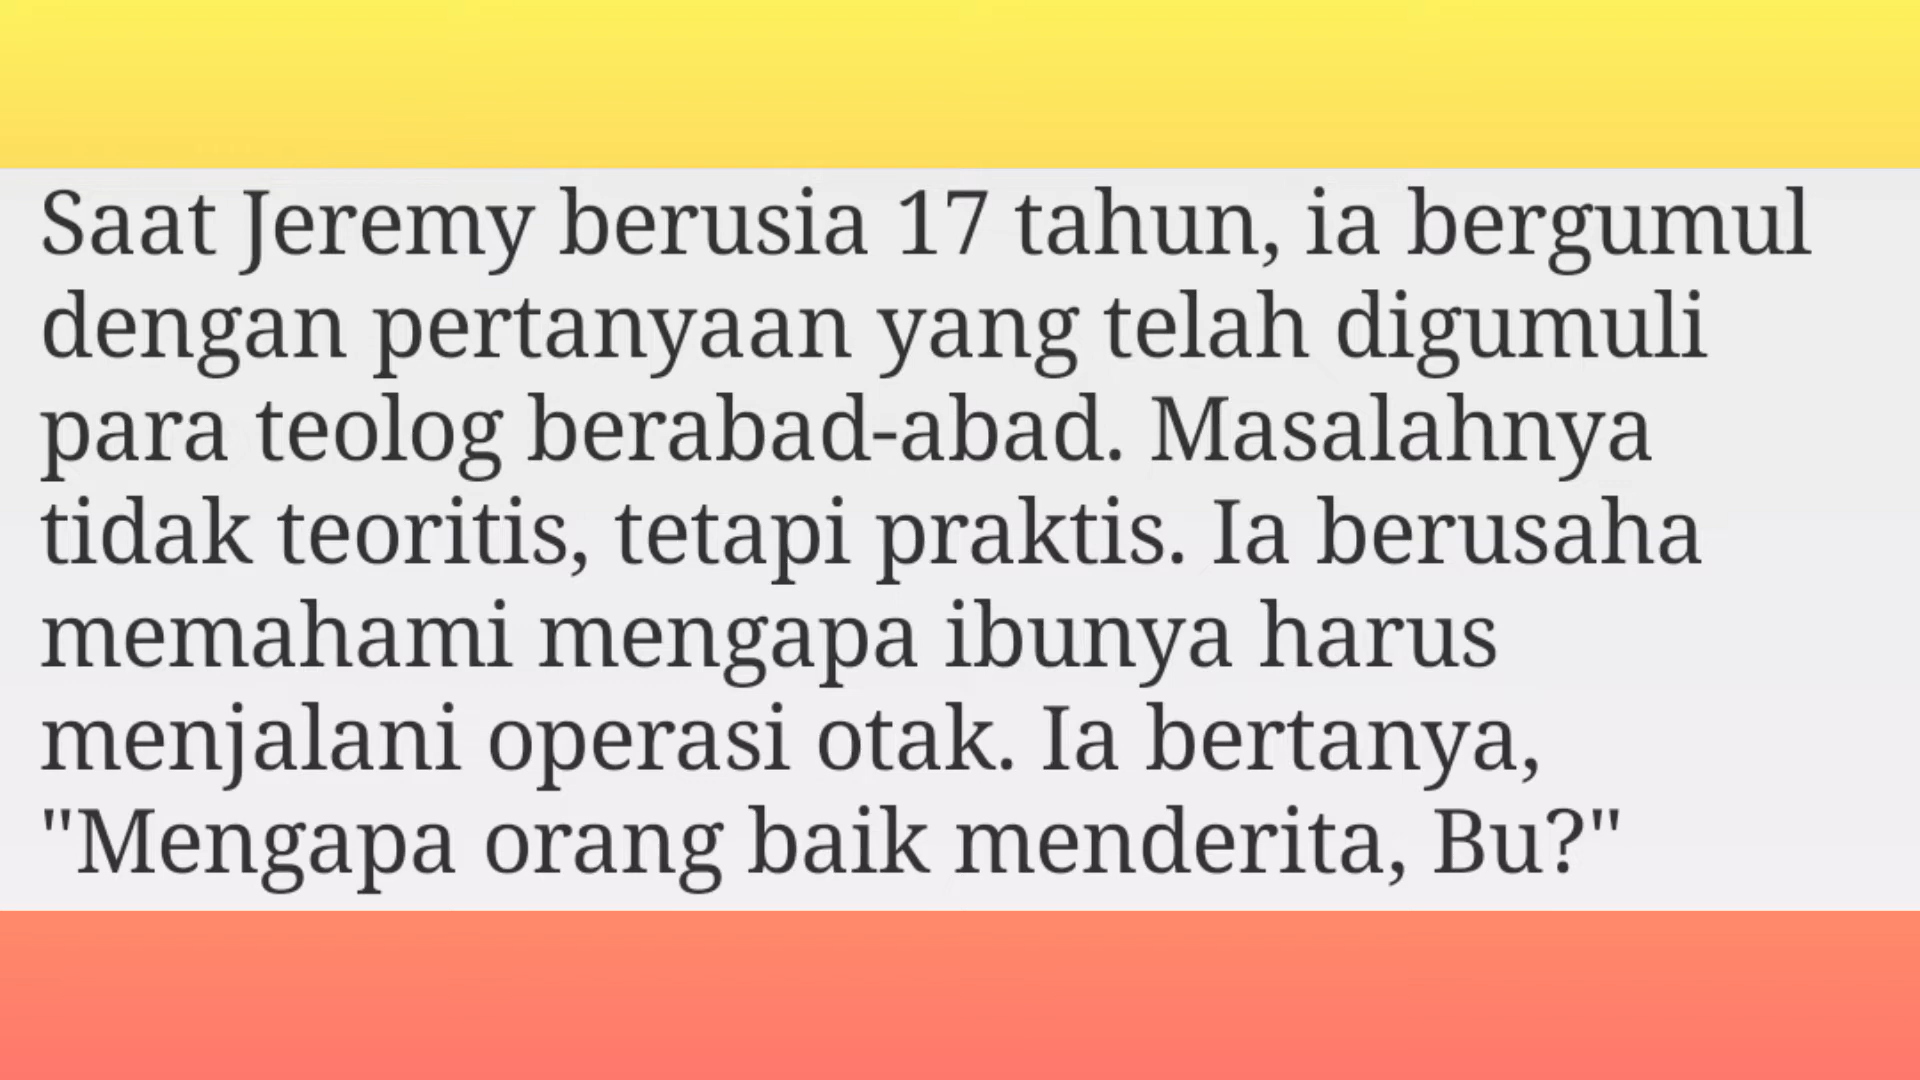 Saat Jeremy berusia 17 tahun, ia bergumul
dengan pertanyaan yang telah digumuli
para teolog berabad-abad. Masalahnya
tidak teoritis, tetapi praktis. Ia berusaha
memahami mengapa ibunya harus
menjalani operasi otak. Ia bertanya,
"Mengapa orang baik menderita, Bu?"